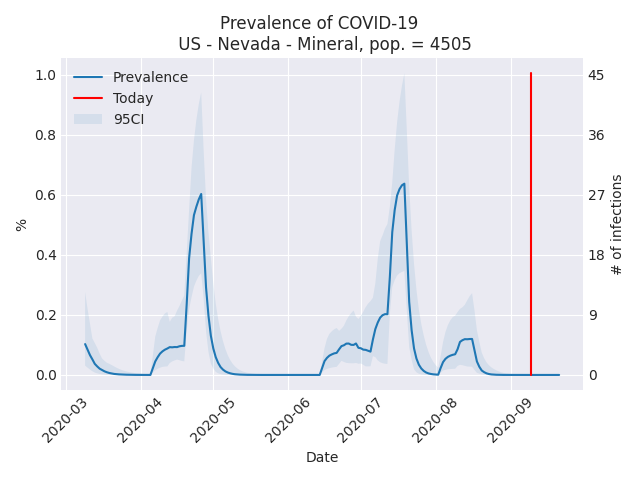 Prevalence of COVID-19
US - Nevada - Mineral, pop. = 4505
Prevalence
Today
95CI
1.0
0.8
0.6
0.4
0.2
0.0
%
45
36
27
18
9
0
# of infections
2020-03
2020-04
2020-05
2020-06
2020-07
2020-08
2020-09
Date